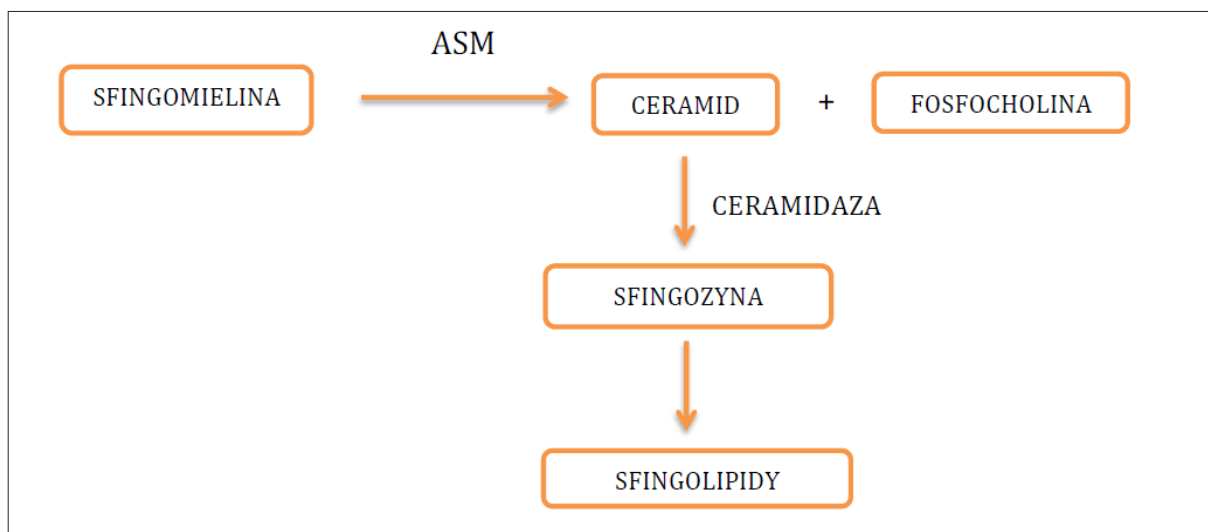 ASM
SFINGOMIELINA
CERAMID + FOSFOCHOLINA
CERAMIDAZA
SFINGOZYNA
SFINGOLIPIDY